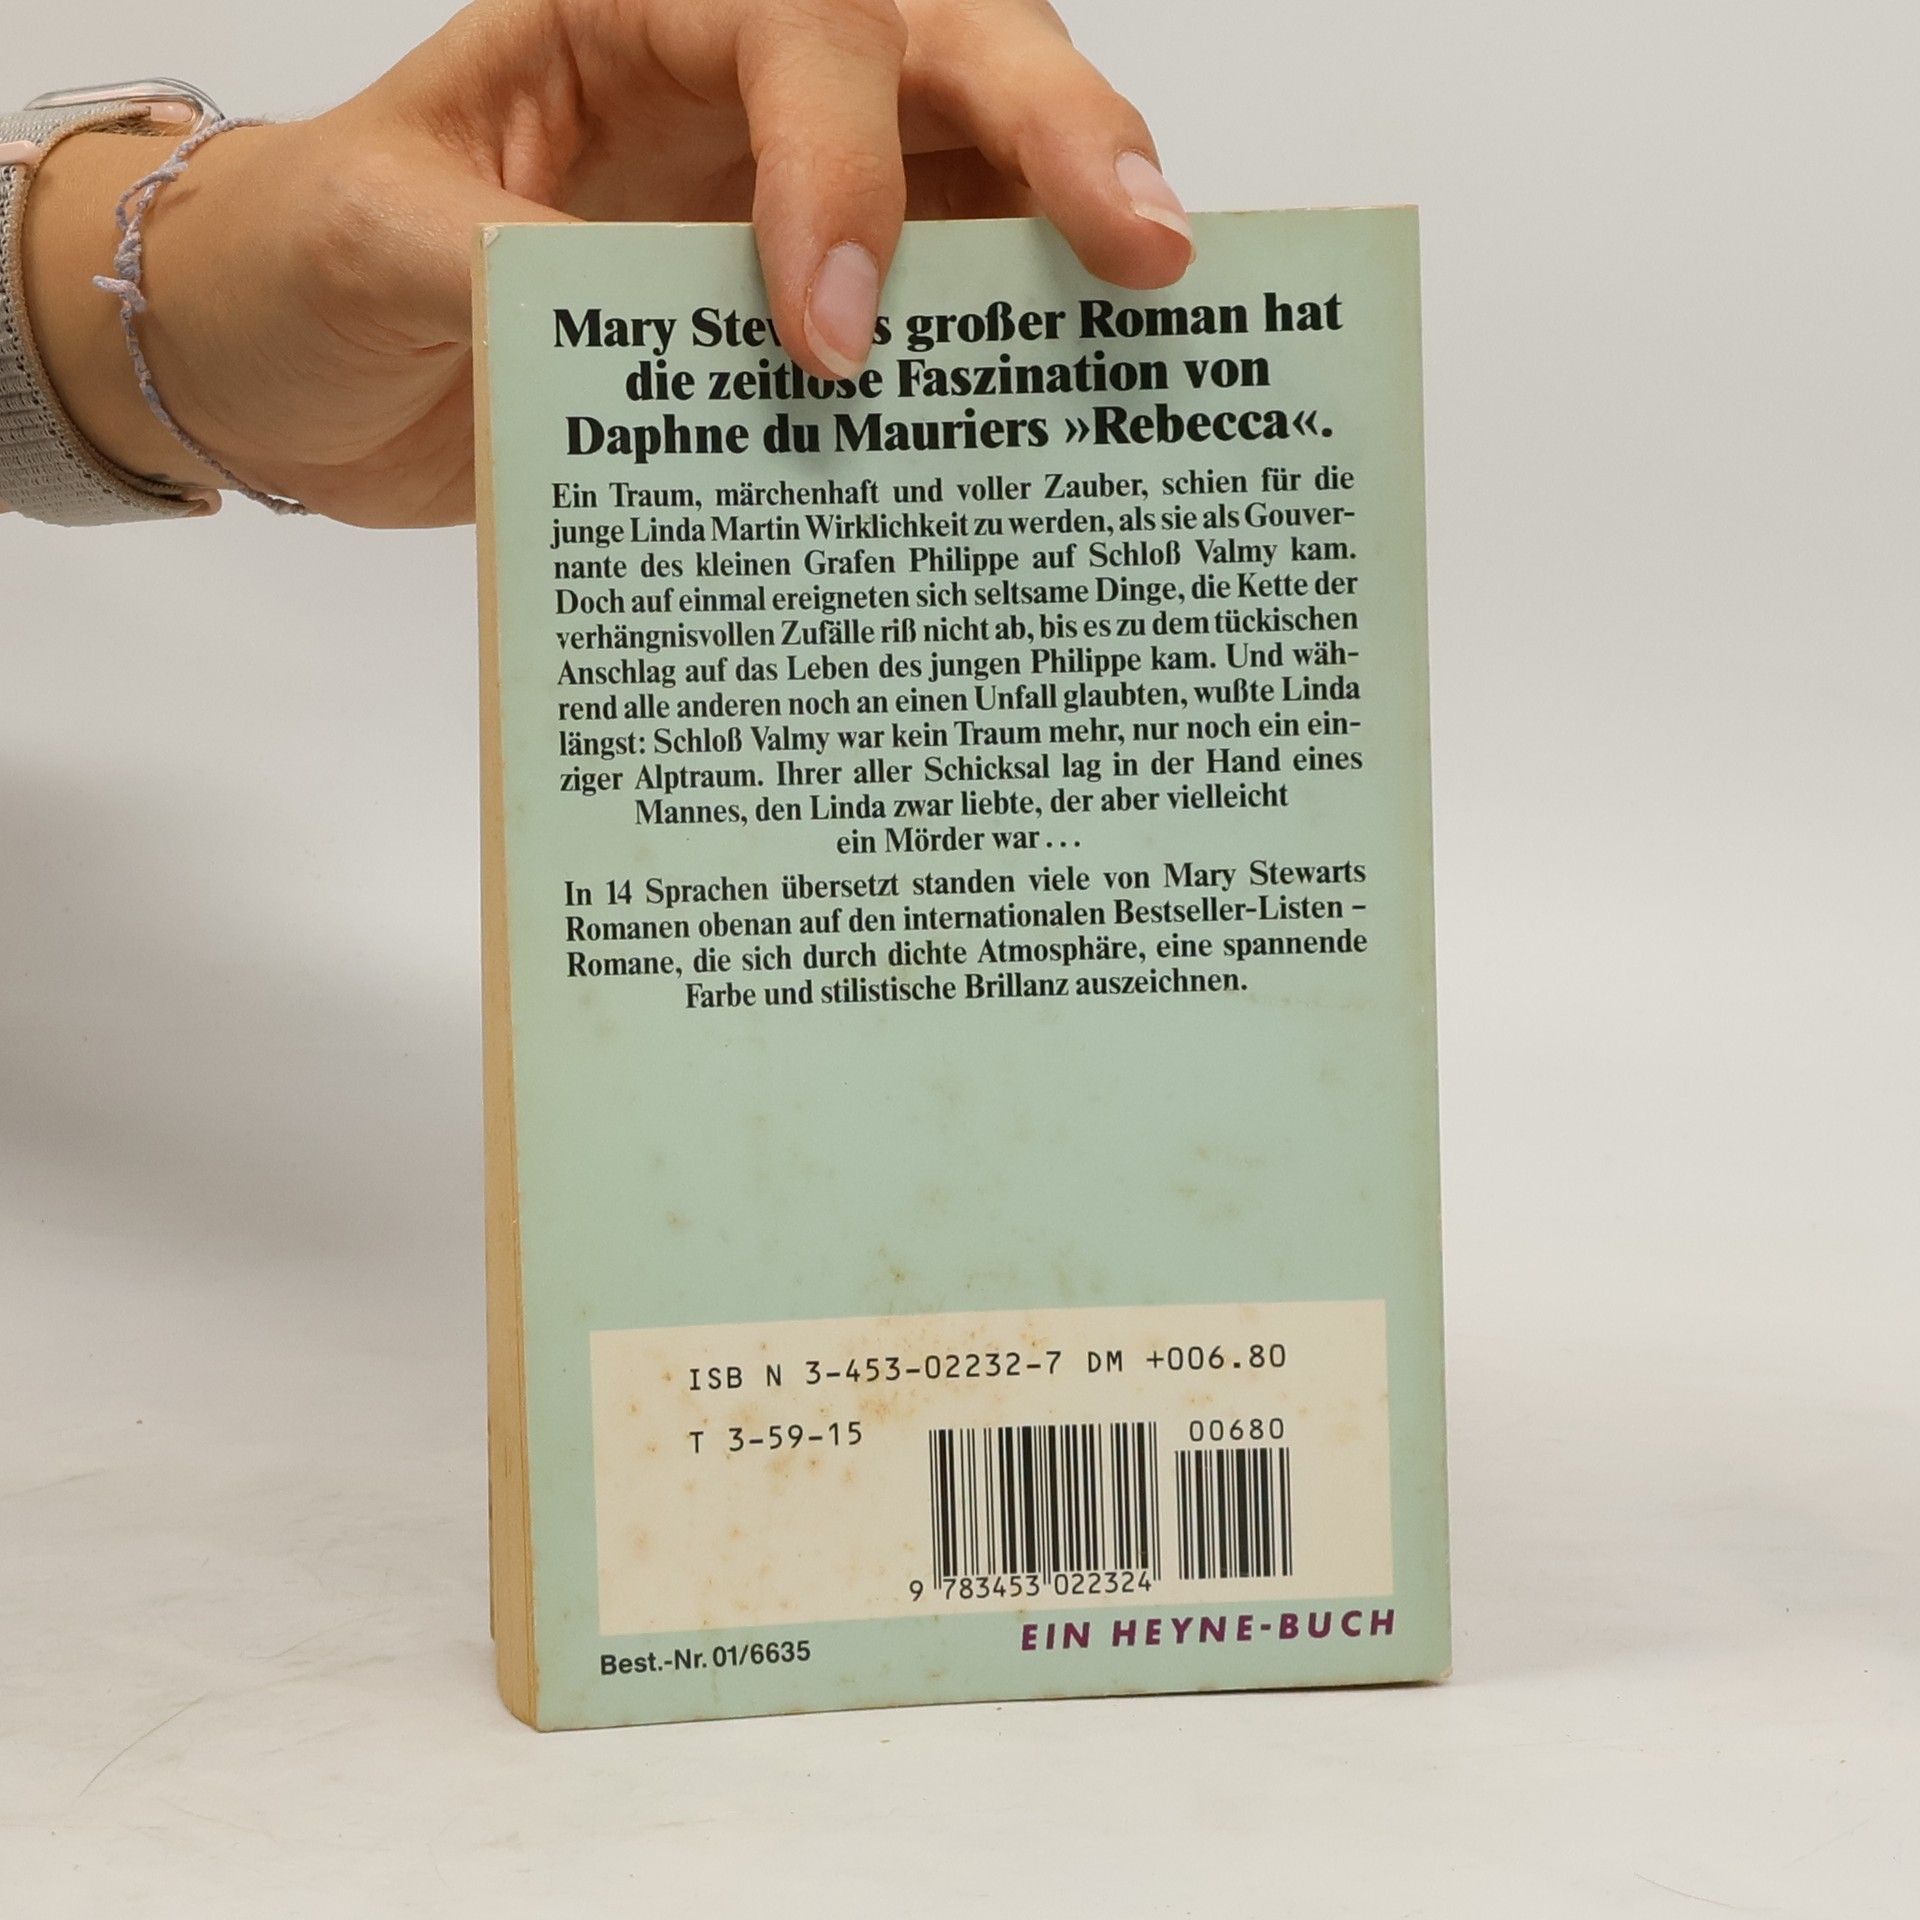 Mary Stewarts großer Roman hat
die zeitlose Faszination von
Daphne du Mauriers »Rebecca«.
Ein Traum, märchenhaft und voller Zauber, schien für die
junge Linda Martin Wirklichkeit zu werden, als sie als Gouver-
nante des kleinen Grafen Philippe auf Schloß Valmy kam.
Doch auf einmal ereigneten sich seltsame Dinge, die Kette der
verhängnisvollen Zufälle riß nicht ab, bis es zu dem tückischen
Anschlag auf das Leben des jungen Philippe kam. Und wäh-
rend alle anderen noch an einen Unfall glaubten, wußte Linda
längst: Schloß Valmy war kein Traum mehr, nur noch ein ein-
ziger Alptraum. Ihrer aller Schicksal lag in der Hand eines
Mannes, den Linda zwar liebte, der aber vielleicht
ein Mörder war...
In 14 Sprachen übersetzt standen viele von Mary Stewarts
Romanen obenan auf den internationalen Bestseller-Listen –
Romane, die sich durch dichte Atmosphäre, eine spannende
Farbe und stilistische Brillanz auszeichnen.
ISB N 3-453-02232-7 DM +006.80
T 3-59-15
00680
9 783453 022324
EIN HEYNE-BUCH
Best.-Nr. 01/6635